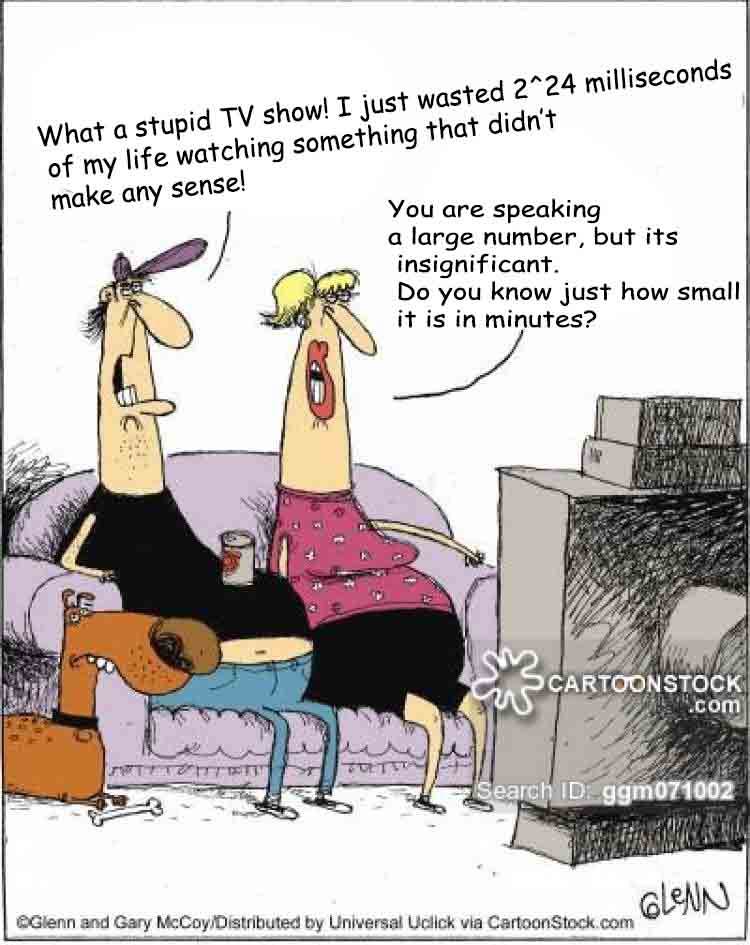 What a stupid TV show! I just wasted 2^24 milliseconds
of my life watching something that didn't
make any sense!
You are speaking
a large number, but its
insignificant.
Do you know just how small
it is in minutes?
CARTOONSTOCK
.com
Search ID: ggm071002
GLENN
©Glenn and Gary McCoy/Distributed by Universal Uclick via CartoonStock.com